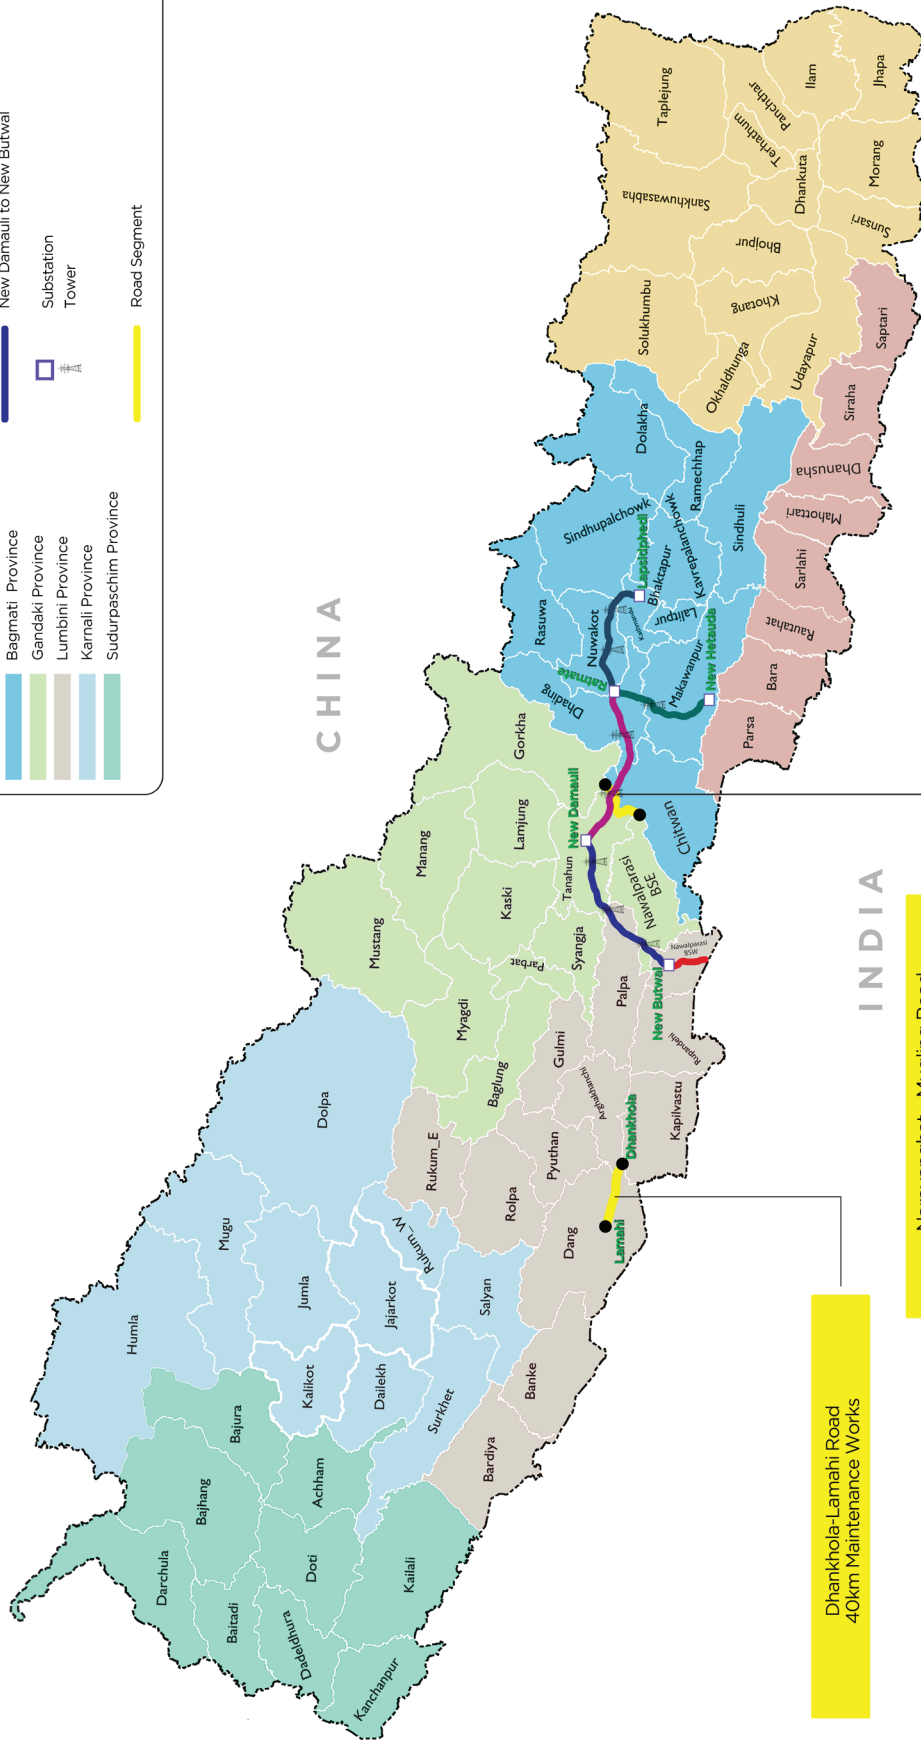 New Damauli to New Butwal
Substation
Tower
Road Segment
Bagmati Province
Gandaki Province
Lumbini Province
Karnali Province
Sudurpaschim Province
CHINA
INDIA
Humla
Darchula
Bajhang
Bajura
Baitadi
Dadeldhura
Doti
Achham
Kanchanpur
Kailali
Mugu
Dolpa
Jumla
Kalikot
Dailekh
Jajarkot
Rukum_W
Salyan
Surkhet
Bardiya
Banke
Dang
Rukum_E
Rolpa
Pyuthan
Gulmi
Arghakhanchi
Palpa
Kapilvastu
Rupandehi
Nawalparasi
BSW
Lamahi
Dhankhola
New Butwal
Mustang
Manang
Myagdi
Baglung
Parbat
Kaski
Syangja
Lamjung
Tanahun
Gorkha
Nawalparasi
BSE
New Damauli
Chitwan
Dhading
Rasuwa
Nuwakot
Ratmate
Kathmandu
Sindhupalchowk
Lapsidphedi
Bhaktapur
Lalitpur
Kavrepalanchowk
Makawanpur
New Hetauda
Dolakha
Ramechhap
Sindhuli
Parsa
Bara
Rautahat
Sarlahi
Mahottari
Dhanusha
Siraha
Saptari
Solukhumbu
Okhaldhunga
Khotang
Udayapur
Sankhuwasabha
Bhojpur
Dhankuta
Terhathum
Taplejung
Panchthar
Ilam
Jhapa
Morang
Sunsari
Dhankhola-Lamahi Road
40km Maintenance Works